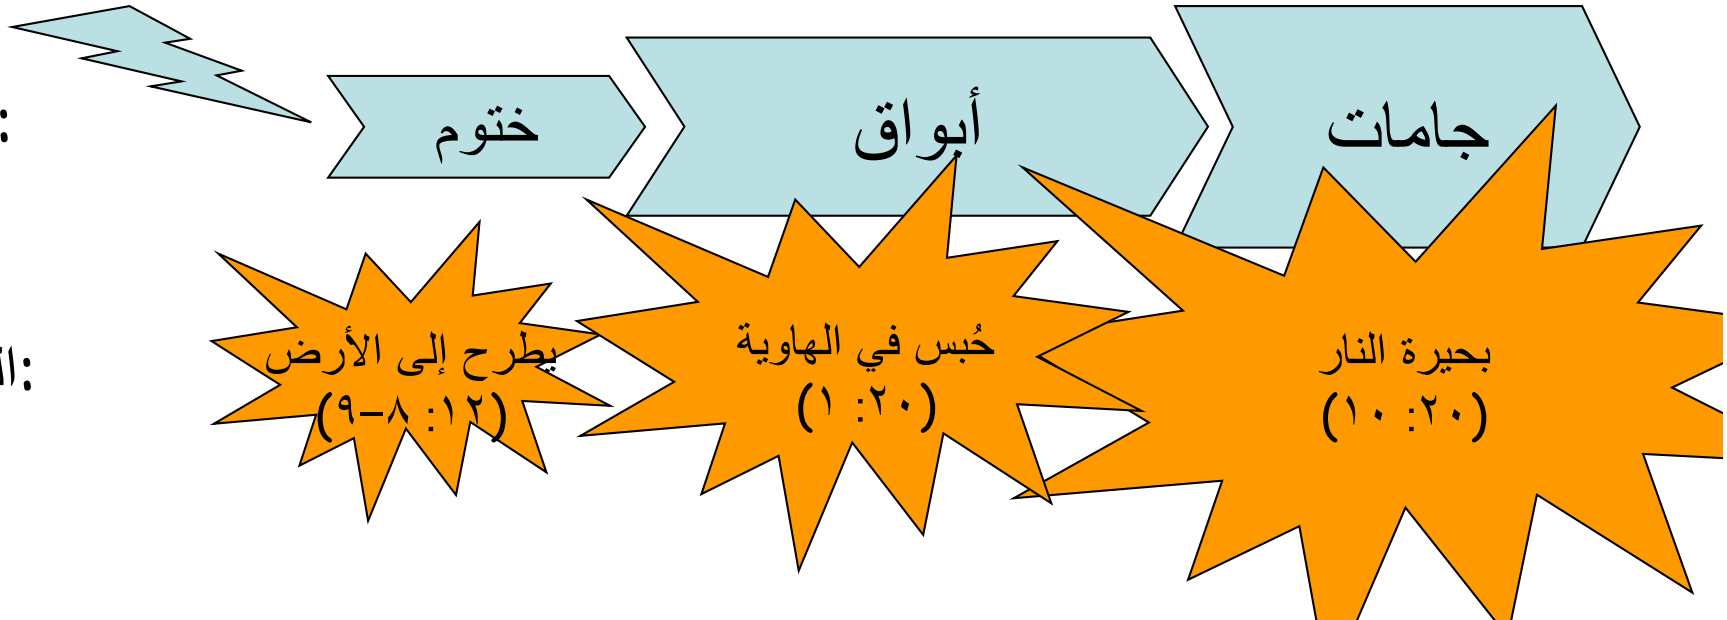 ختوم
أبواق
جامات
يطرح إلى الأرض
(١٢: ٨–٩)
حُبس في الهاوية
(٢٠: ١)
بحيرة النار
(٢٠: ١٠)